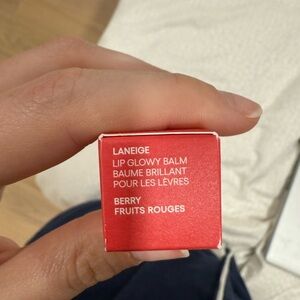 LANEIGE
LIP GLOWY BALM
BAUME BRILLANT
POUR LES LÈVRES
BERRY
FRUITS ROUGES